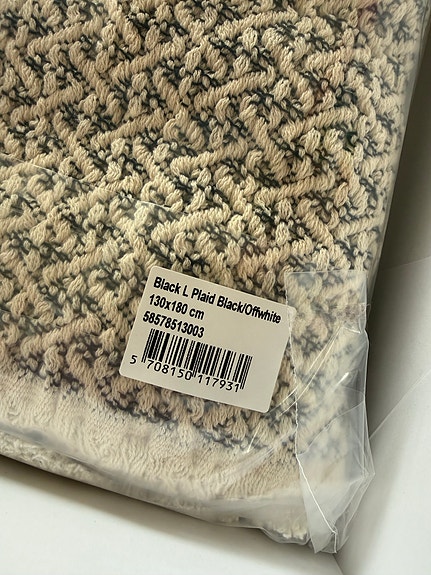 Black L Plaid Black/Offwhite
130x180 cm
58578513003
5 708150 117931